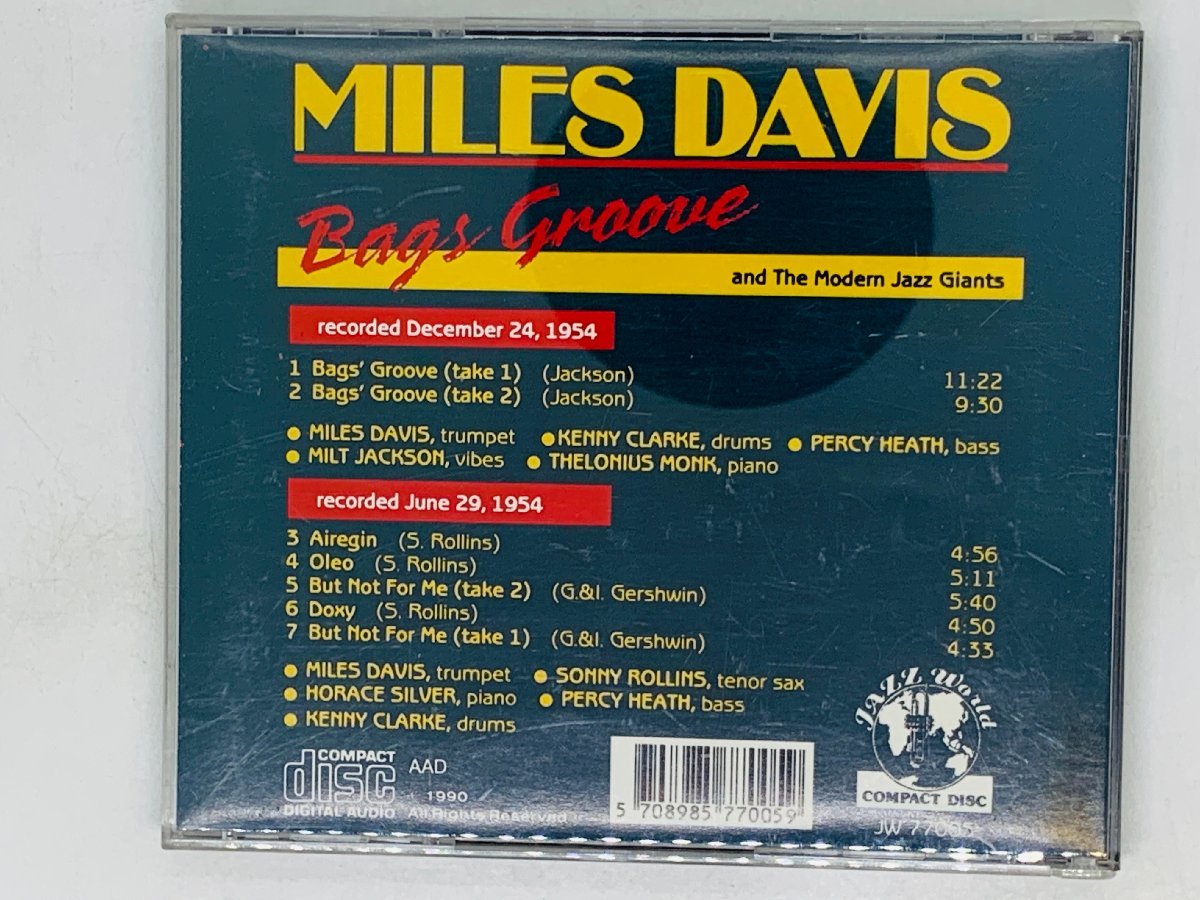 MILES DAVIS
Bags Groove
and The Modern Jazz Giants
recorded December 24, 1954
1 Bags' Groove (take 1) (Jackson) 11:22
2 Bags' Groove (take 2) (Jackson) 9:30
● MILES DAVIS, trumpet ● KENNY CLARKE, drums ● PERCY HEATH, bass
● MILT JACKSON, vibes ● THELONIUS MONK, piano
recorded June 29, 1954
3 Airegin (S. Rollins) 4:56
4 Oleo (S. Rollins) 5:11
5 But Not For Me (take 2) (G.&I. Gershwin) 5:40
6 Doxy (S. Rollins) 4:50
7 But Not For Me (take 1) (G.&I. Gershwin) 4:33
● MILES DAVIS, trumpet ● SONNY ROLLINS, tenor sax
● HORACE SILVER, piano ● PERCY HEATH, bass
● KENNY CLARKE, drums
JAZZ World
COMPACT DISC
COMPACT
disc
DIGITAL AUDIO
AAD
1990
All Rights Reserved
5 708985 770059
JW